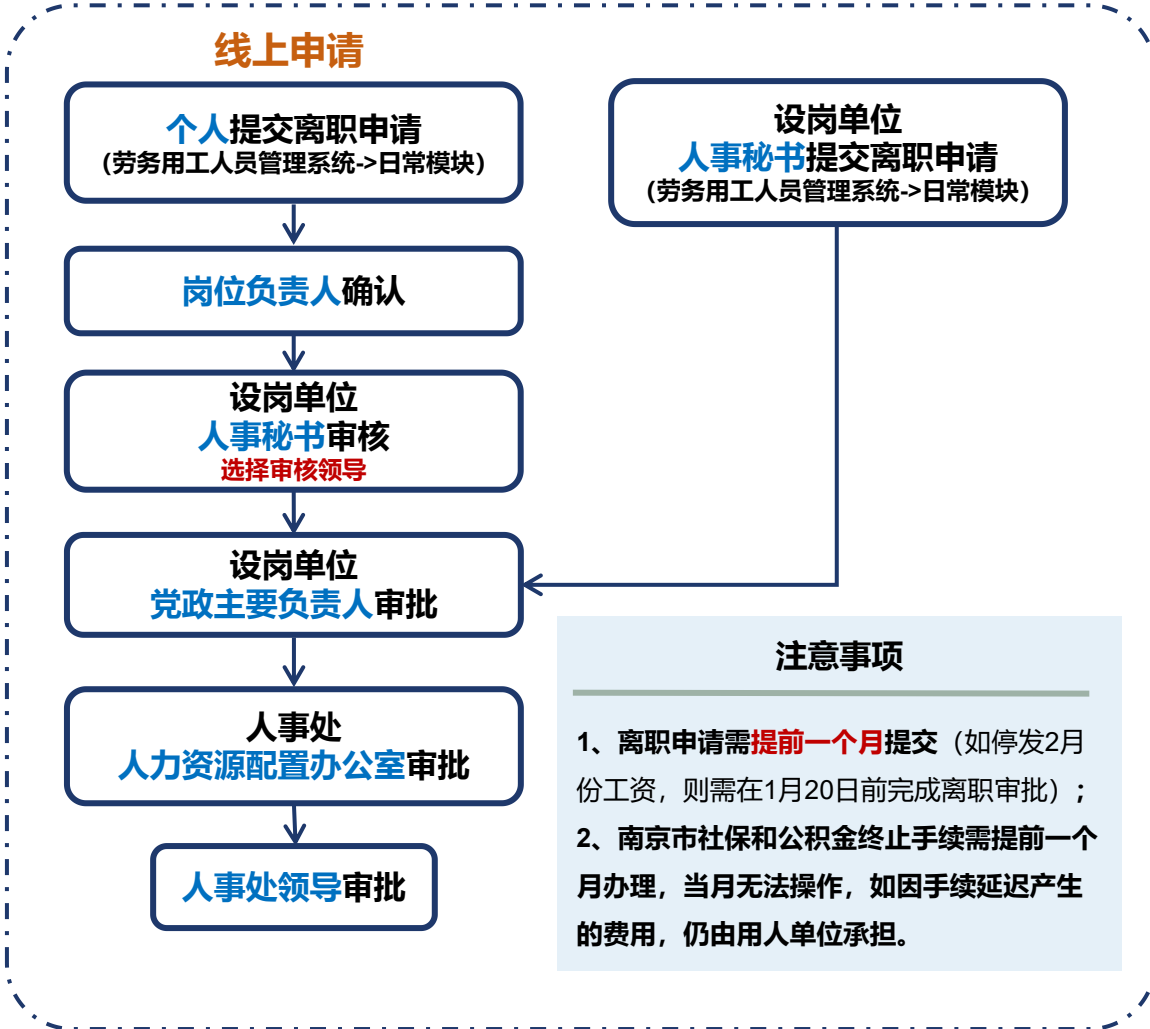 线上申请
个人提交离职申请
（劳务用工人员管理系统->日常模块）
岗位负责人确认
设岗单位
人事秘书审核
选择审核领导
设岗单位
党政主要负责人审批
人事处
人力资源配置办公室审批
人事处领导审批
设岗单位
人事秘书提交离职申请
（劳务用工人员管理系统->日常模块）
注意事项
1、离职申请需提前一个月提交（如停发2月
份工资，则需在1月20日前完成离职审批）；
2、南京市社保和公积金终止手续需提前一个
月办理，当月无法操作，如因手续延迟产生
的费用，仍由用人单位承担。